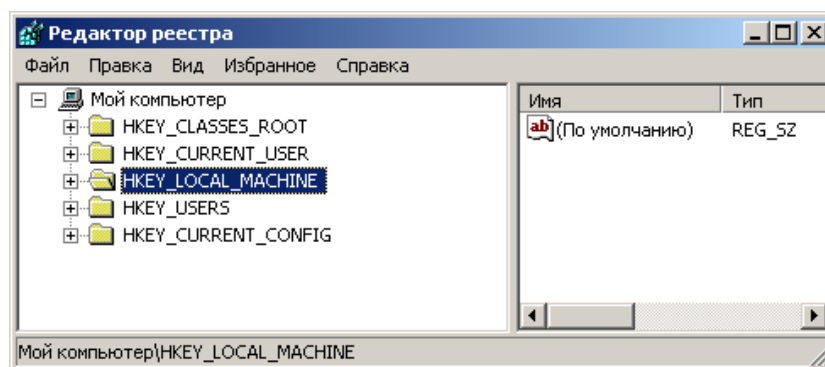 Редактор реестра
Файл Правка Вид Избранное Справка
Мой компьютер
HKEY_CLASSES_ROOT
HKEY_CURRENT_USER
HKEY_LOCAL_MACHINE
HKEY_USERS
HKEY_CURRENT_CONFIG
Имя Тип
ab (По умолчанию) REG_SZ
Мой компьютер\HKEY_LOCAL_MACHINE